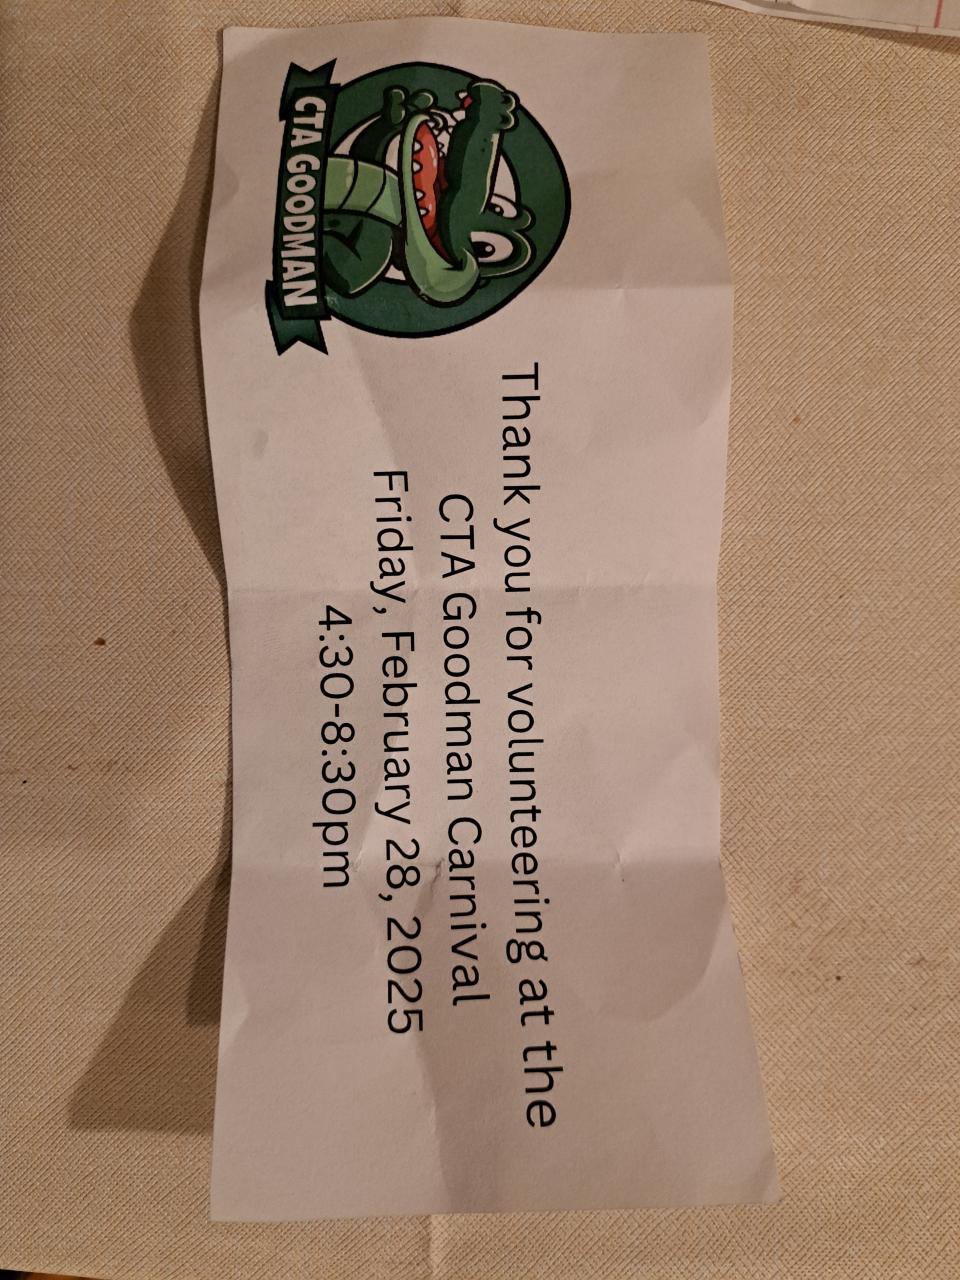 CTA GOODMAN
Thank you for volunteering at the
CTA Goodman Carnival
Friday, February 28, 2025
4:30-8:30pm